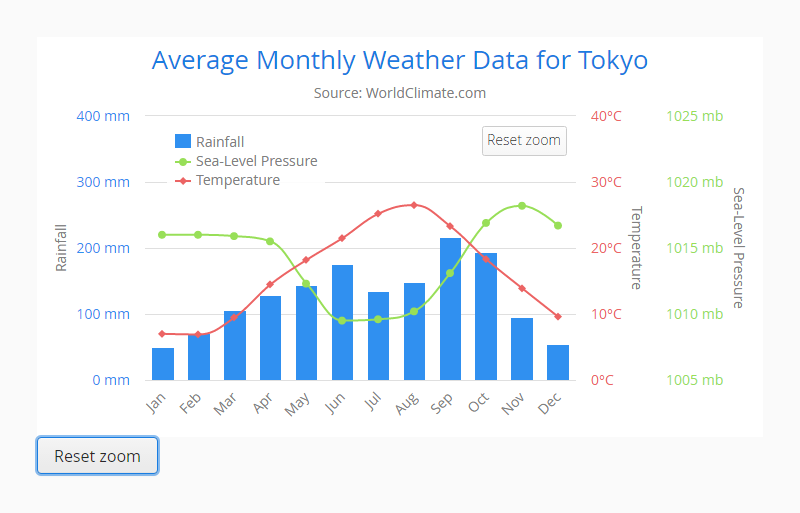 Average Monthly Weather Data for Tokyo
Source: WorldClimate.com
400 mm
300 mm
200 mm
100 mm
0 mm
Rainfall
Rainfall
Sea-Level Pressure
Temperature
Reset zoom
40°C
30°C
20°C
10°C
0°C
Temperature
1025 mb
1020 mb
1015 mb
1010 mb
1005 mb
Sea-Level Pressure
Jan
Feb
Mar
Apr
May
Jun
Jul
Aug
Sep
Oct
Nov
Dec
Reset zoom